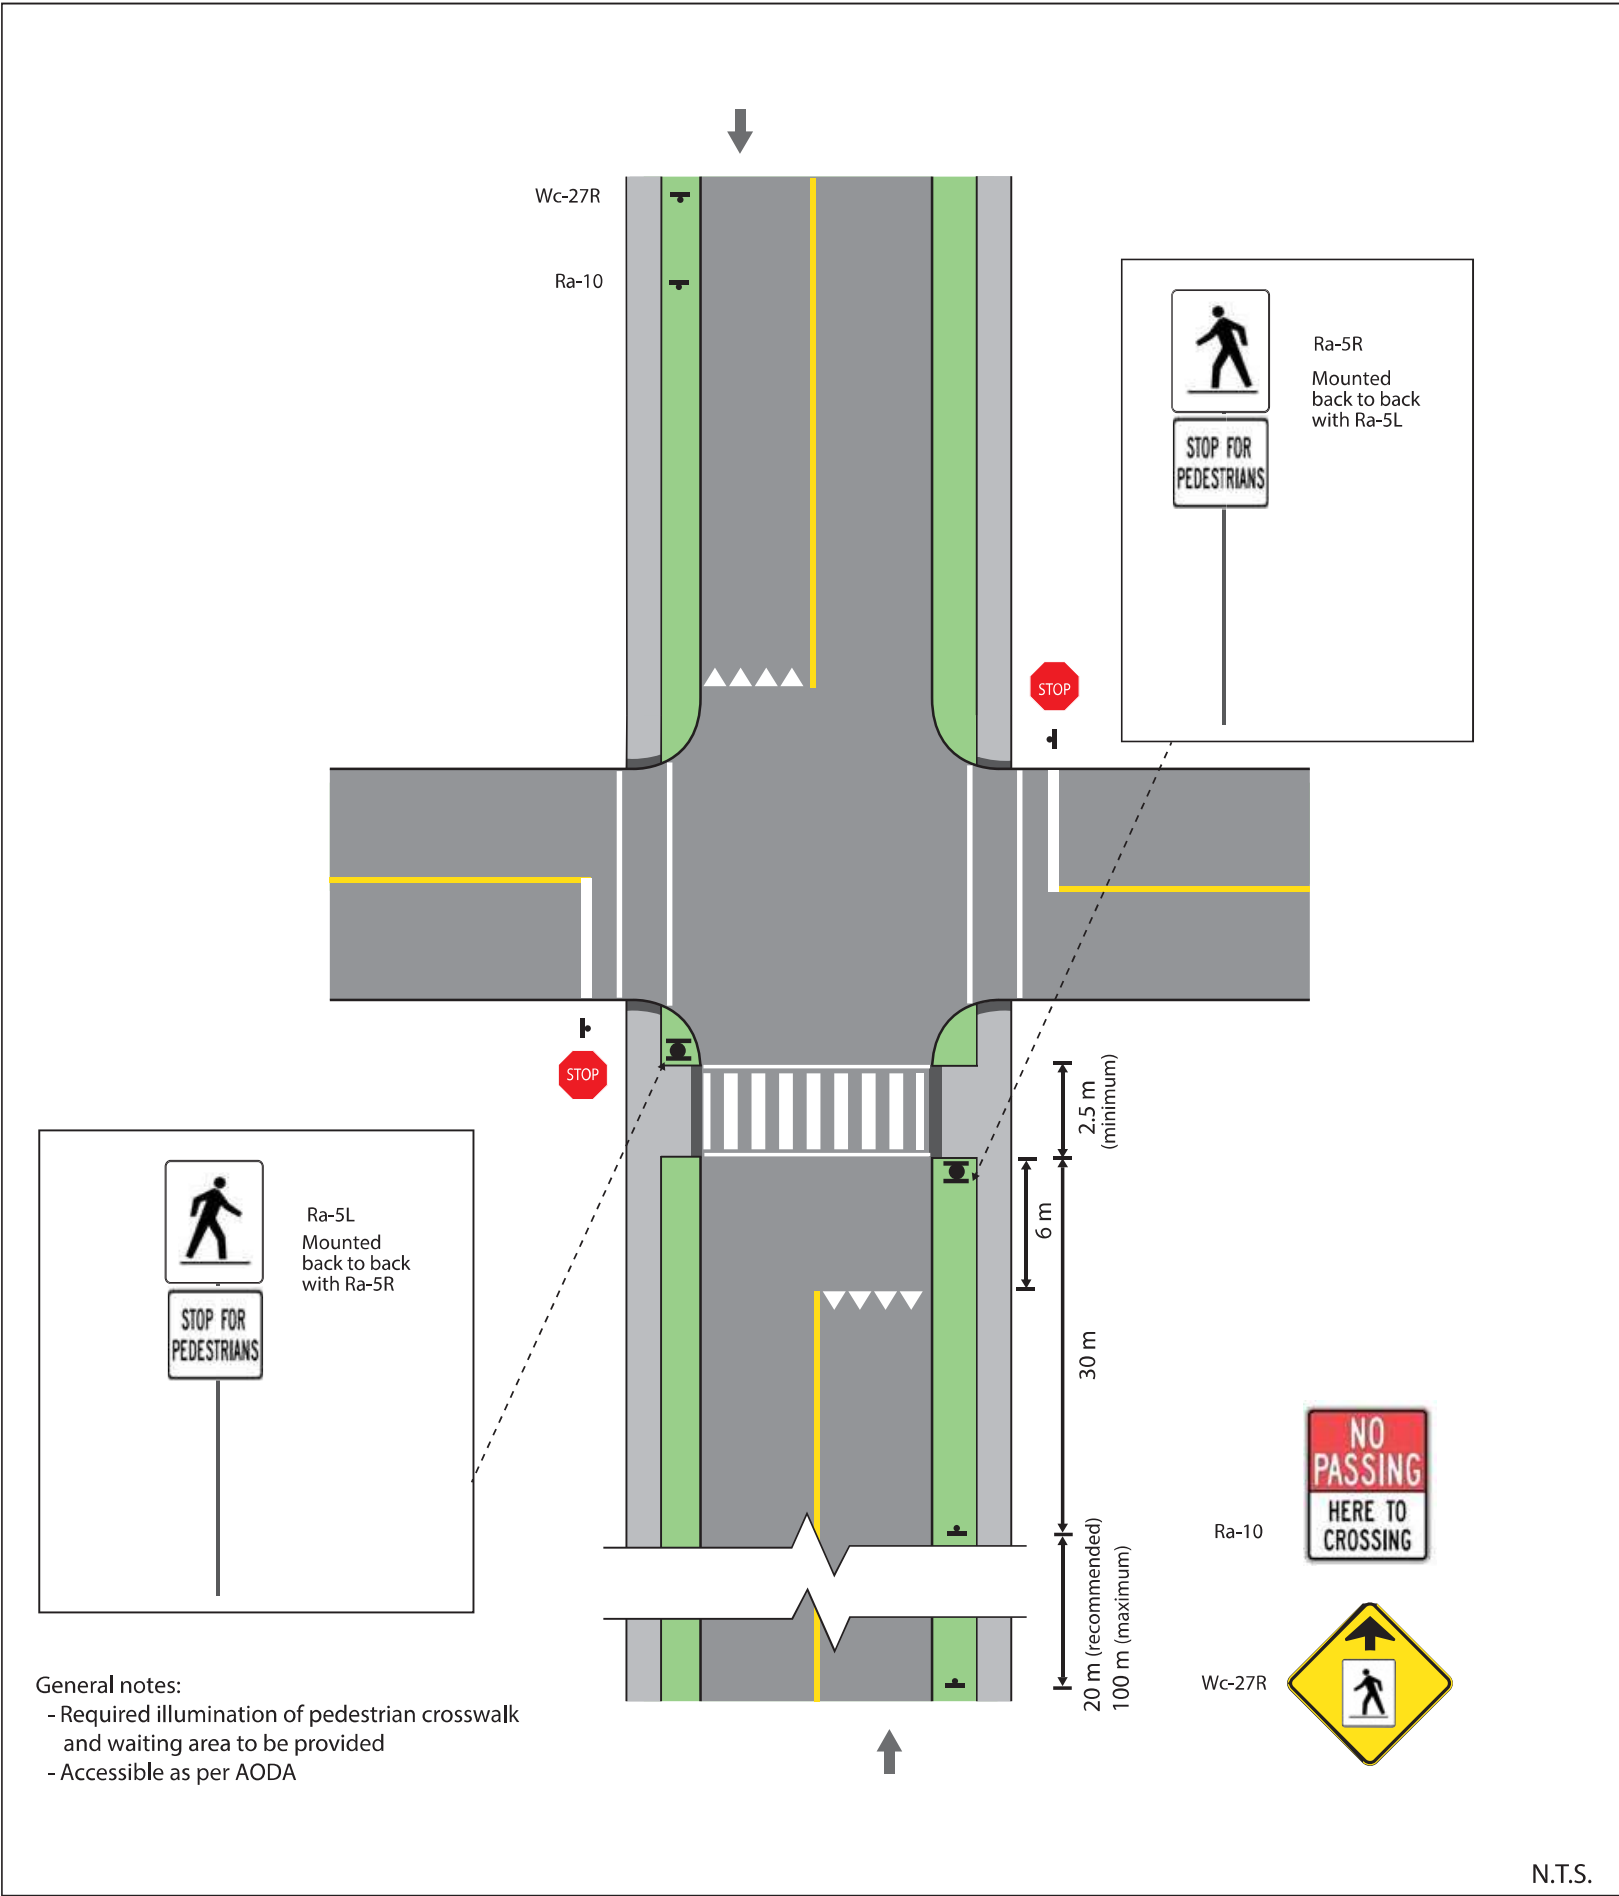 Wc-27R
Ra-10
Ra-5R
Mounted
back to back
with Ra-5L
STOP FOR
PEDESTRIANS
STOP
STOP
2.5 m
(minimum)
6 m
30 m
Ra-5L
Mounted
back to back
with Ra-5R
STOP FOR
PEDESTRIANS
NO
PASSING
HERE TO
CROSSING
Ra-10
20 m (recommended)
100 m (maximum)
Wc-27R
General notes:
- Required illumination of pedestrian crosswalk
and waiting area to be provided
- Accessible as per AODA
N.T.S.